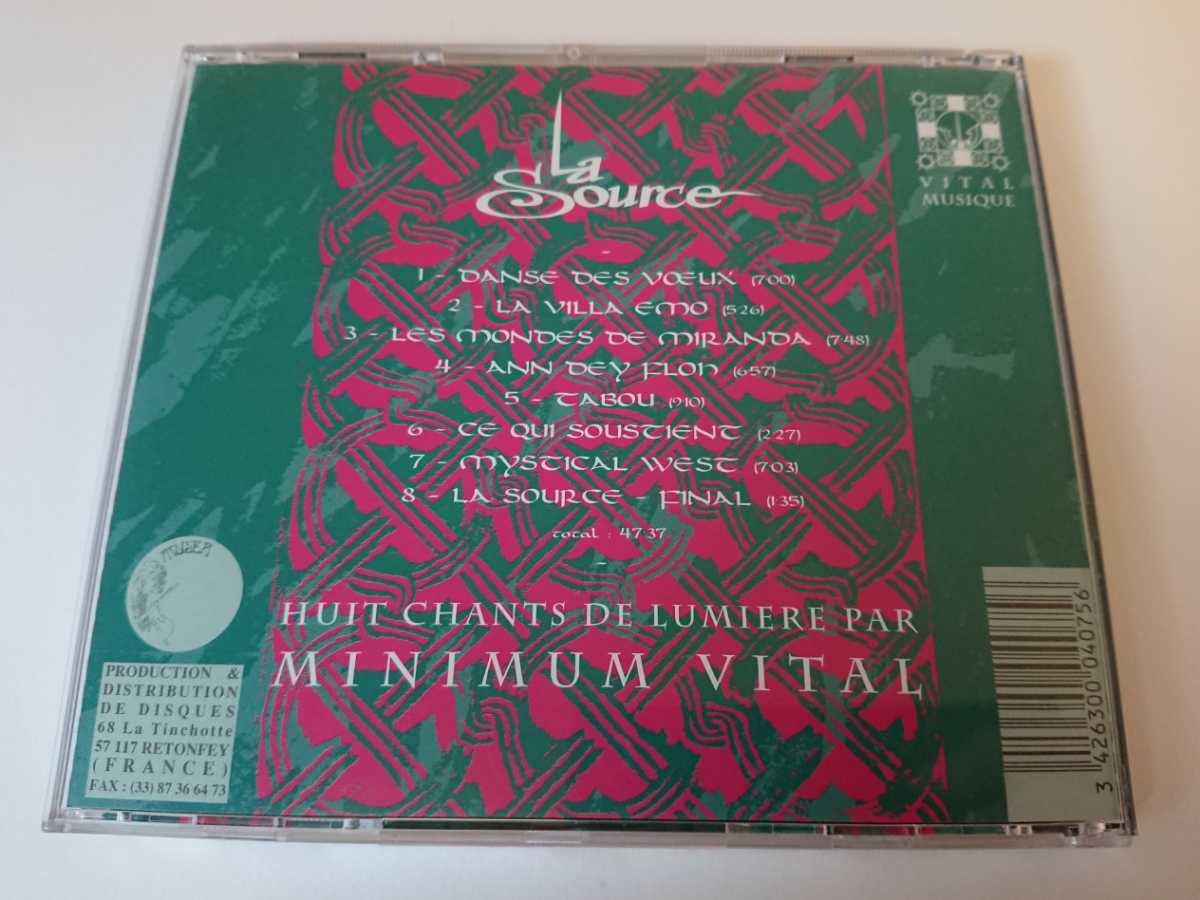 La
Source
VITAL
MUSIQUE
-
1 - DANSE DES VŒUX (7'00)
2 - LA VILLA EMO (5'26)
3 - LES MONDES DE MIRANDA (7'48)
4 - ANN DEY FLOH (6'57)
5 - TABOU (9'10)
6 - CE QUI SOUSTIENT (2'27)
7 - MYSTICAL WEST (7'03)
8 - LA SOURCE - FINAL (1'35)
total : 47'37
-
HUIT CHANTS DE LUMIERE PAR
MINIMUM VITAL
MUSEA
PRODUCTION &
DISTRIBUTION
DE DISQUES
68 La Tinchotte
57 117 RETONFEY
(FRANCE)
FAX : (33) 87 36 64 73
3 426300 040756